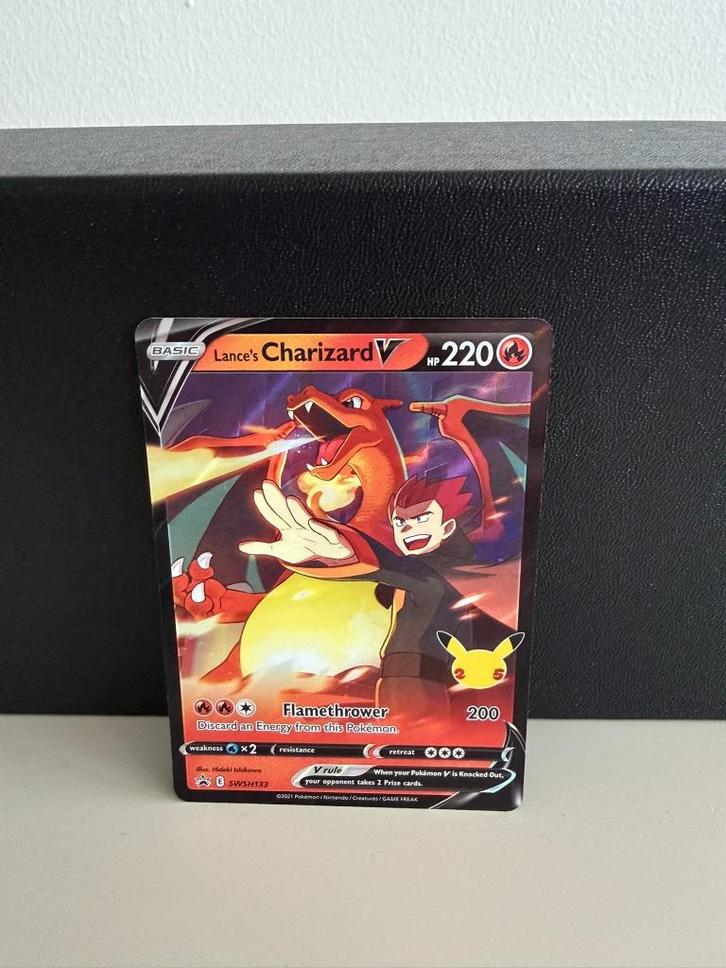 BASIC Lance's Charizard V HP 220
2 5
Flamethrower 200
Discard an Energy from this Pokémon.
weakness ×2 resistance retreat
Illus. Hideki Ishikawa
V rule When your Pokémon V is Knocked Out,
your opponent takes 2 Prize cards.
E SWSH133
©2021 Pokémon / Nintendo / Creatures / GAME FREAK